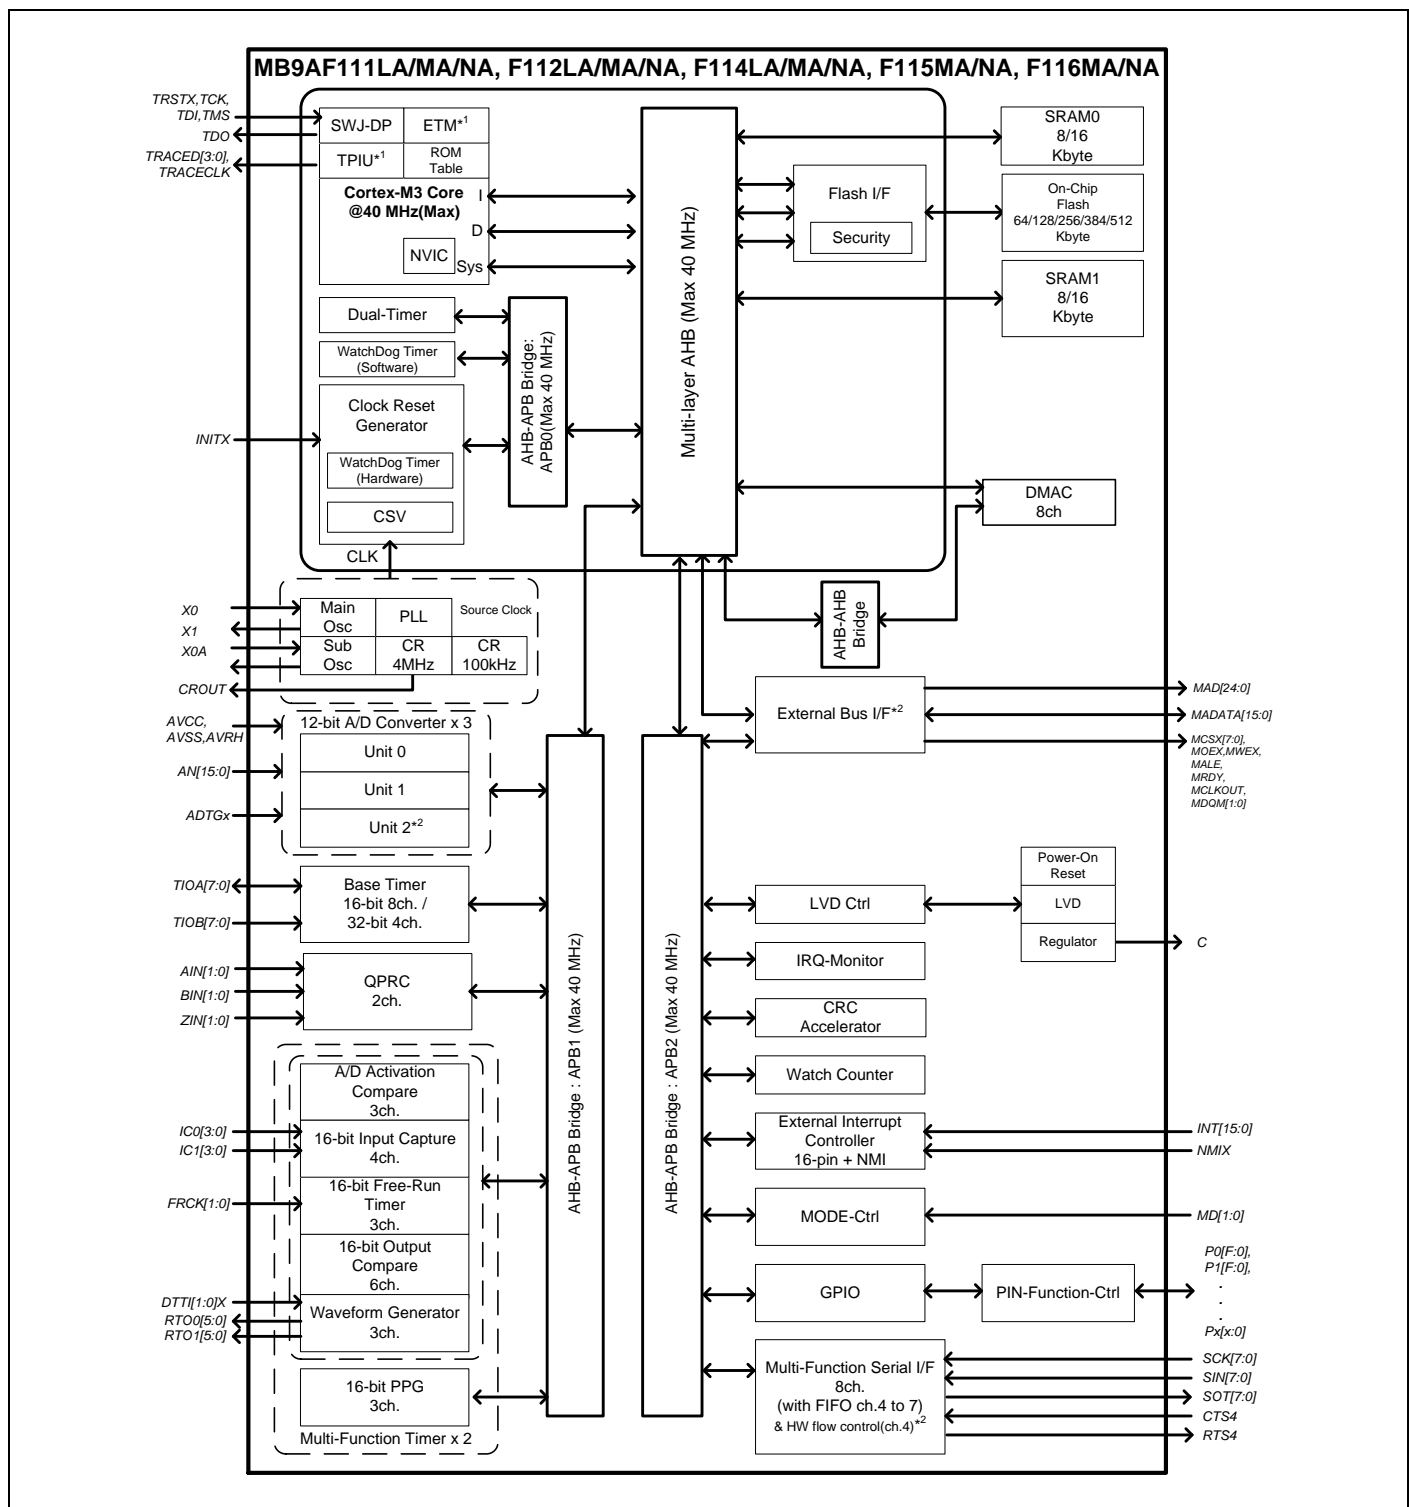 MB9AF111LA/MA/NA, F112LA/MA/NA, F114LA/MA/NA, F115MA/NA, F116MA/NA
TRSTX,TCK,
TDI,TMS
TDO
TRACED[3:0],
TRACECLK
SWJ-DP
ETM*1
TPIU*1
ROM
Table
Cortex-M3 Core
@40 MHz(Max)
I
D
NVIC
Sys
Multi-layer AHB (Max 40 MHz)
Flash I/F
Security
SRAM0
8/16
Kbyte
On-Chip
Flash
64/128/256/384/512
Kbyte
SRAM1
8/16
Kbyte
Dual-Timer
WatchDog Timer
(Software)
Clock Reset
Generator
WatchDog Timer
(Hardware)
CSV
CLK
INITX
AHB-APB Bridge:
APB0(Max 40 MHz)
DMAC
8ch
AHB-AHB
Bridge
X0
X1
X0A
CROUT
Main
Osc
PLL
Source Clock
Sub
Osc
CR
4MHz
CR
100kHz
AVCC,
AVSS,AVRH
AN[15:0]
ADTGx
12-bit A/D Converter x 3
Unit 0
Unit 1
Unit 2*2
External Bus I/F*2
MAD[24:0]
MADATA[15:0]
MCSX[7:0],
MOEX,MWEX,
MALE,
MRDY,
MCLKOUT,
MDQM[1:0]
TIOA[7:0]
TIOB[7:0]
Base Timer
16-bit 8ch. /
32-bit 4ch.
AIN[1:0]
BIN[1:0]
ZIN[1:0]
QPRC
2ch.
AHB-APB Bridge : APB1 (Max 40 MHz)
AHB-APB Bridge : APB2 (Max 40 MHz)
LVD Ctrl
Power-On
Reset
LVD
Regulator
C
IRQ-Monitor
CRC
Accelerator
Watch Counter
External Interrupt
Controller
16-pin + NMI
INT[15:0]
NMIX
MODE-Ctrl
MD[1:0]
GPIO
PIN-Function-Ctrl
P0[F:0],
P1[F:0],
.
.
.
Px[x:0]
Multi-Function Serial I/F
8ch.
(with FIFO ch.4 to 7)
& HW flow control(ch.4)*2
SCK[7:0]
SIN[7:0]
SOT[7:0]
CTS4
RTS4
IC0[3:0]
IC1[3:0]
FRCK[1:0]
DTTI[1:0]X
RTO0[5:0]
RTO1[5:0]
A/D Activation
Compare
3ch.
16-bit Input Capture
4ch.
16-bit Free-Run
Timer
3ch.
16-bit Output
Compare
6ch.
Waveform Generator
3ch.
16-bit PPG
3ch.
Multi-Function Timer x 2